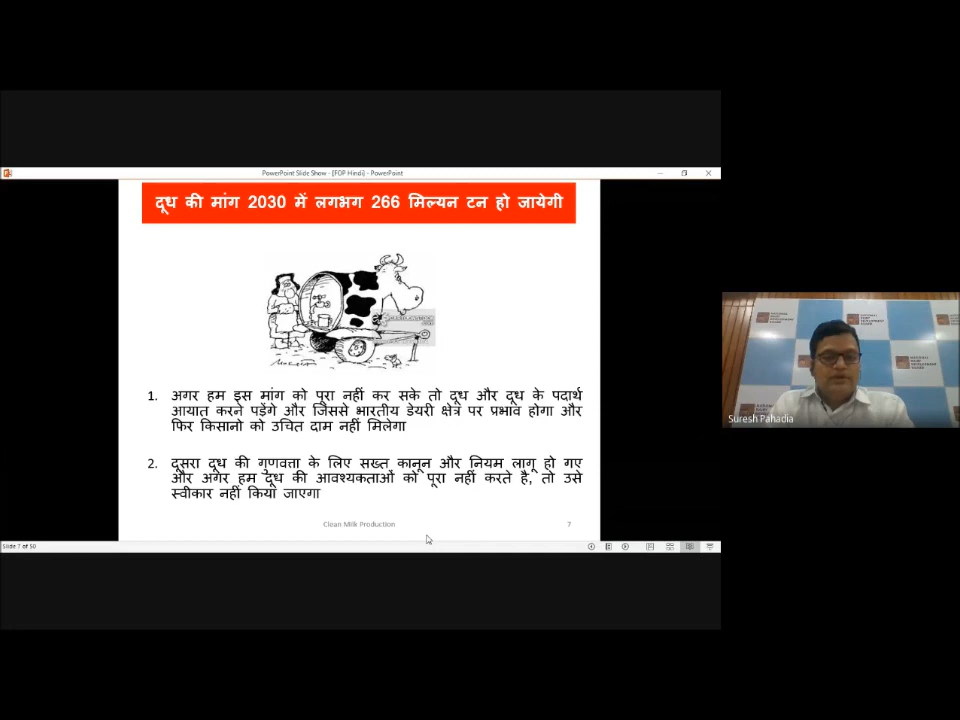 PowerPoint Slide Show - [FOP Hindi] - PowerPoint
दूध की मांग 2030 में लगभग 266 मिल्यन टन हो जायेगी
1. अगर हम इस मांग को पूरा नहीं कर सके तो दूध और दूध के पदार्थ
आयात करने पड़ेंगे और जिससे भारतीय डेयरी क्षेत्र पर प्रभाव होगा और
फिर किसानो को उचित दाम नहीं मिलेगा
2. दूसरा दूध की गुणवत्ता के लिए सख्त कानून और नियम लागू हो गए
और अगर हम दूध की आवश्यकताओं को पूरा नहीं करते है, तो उसे
स्वीकार नहीं किया जाएगा
Clean Milk Production
7
Slide 7 of 50
Suresh Pahadia